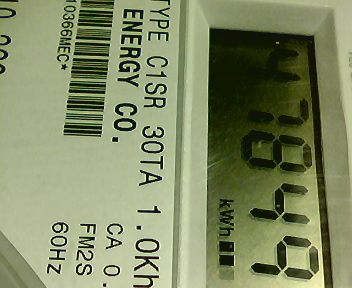 47849
kWh
TYPE C1SR 30TA 1.0Kh
ENERGY CO.
CA 0.
FM2S
60Hz
10366MEC*